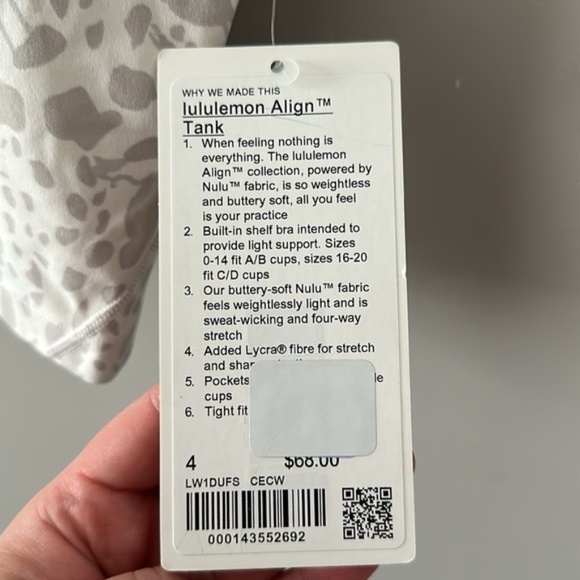 WHY WE MADE THIS
lululemon Align™
Tank
1. When feeling nothing is
everything. The lululemon
Align™ collection, powered by
Nulu™ fabric, is so weightless
and buttery soft, all you feel
is your practice
2. Built-in shelf bra intended to
provide light support. Sizes
0-14 fit A/B cups, sizes 16-20
fit C/D cups
3. Our buttery-soft Nulu™ fabric
feels weightlessly light and is
sweat-wicking and four-way
stretch
4. Added Lycra® fibre for stretch
and
5. Pockets
cups
6. Tight fit
4 $68.00
LW1DUFS CECW
000143552692